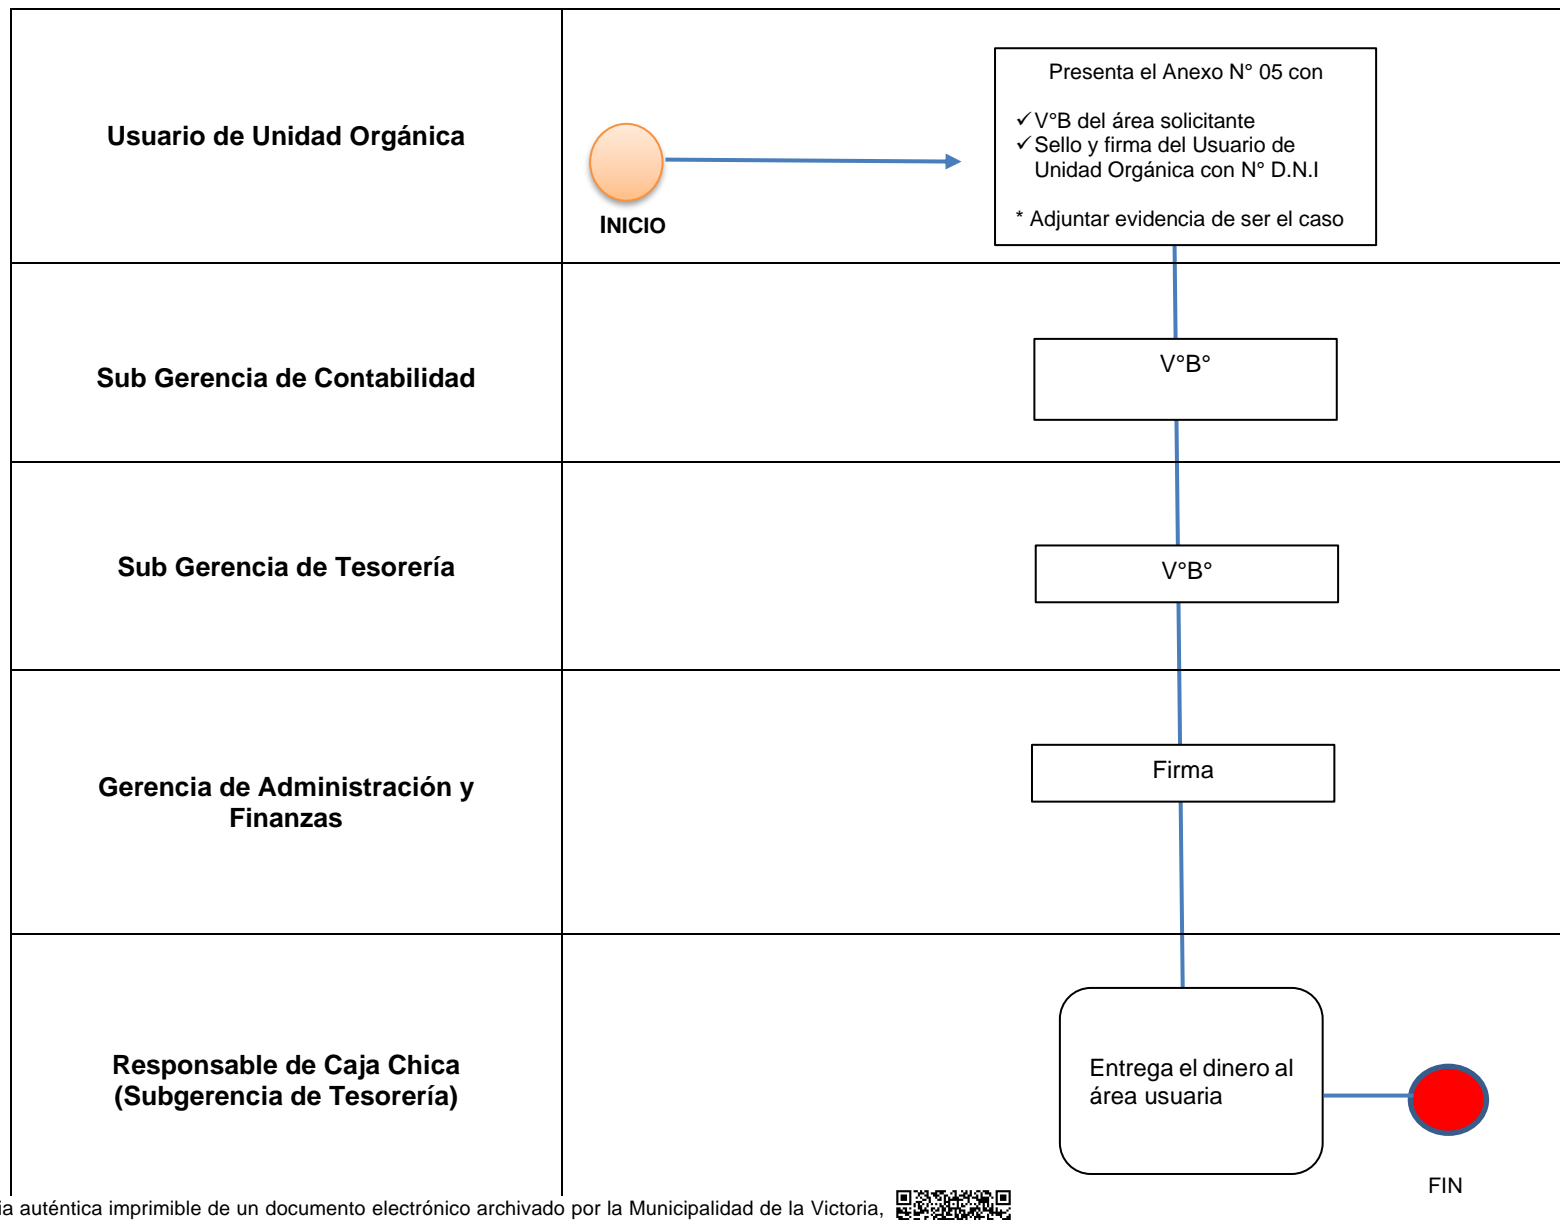 Usuario de Unidad Orgánica
INICIO
Presenta el Anexo N° 05 con
✓ V°B del área solicitante
✓ Sello y firma del Usuario de
Unidad Orgánica con N° D.N.I
* Adjuntar evidencia de ser el caso
Sub Gerencia de Contabilidad
V°B°
Sub Gerencia de Tesorería
V°B°
Gerencia de Administración y
Finanzas
Firma
Responsable de Caja Chica
(Subgerencia de Tesorería)
Entrega el dinero al
área usuaria
FIN
ia auténtica imprimible de un documento electrónico archivado por la Municipalidad de la Victoria,